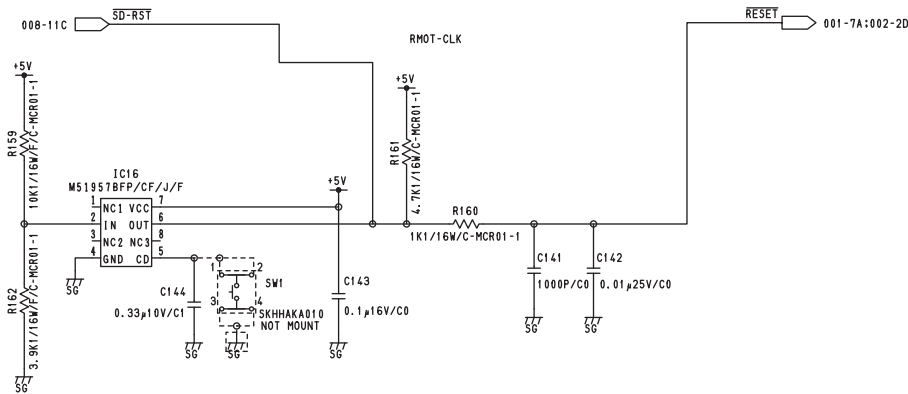 008-11C
SD-RST
RMOT-CLK
RESET
001-7A;002-2D
+5V
R159
10K1/16W/F/C-MCR01-1
+5V
R161
4.7K1/16W/C-MCR01-1
IC16
M51957BFP/CF/J/F
1 NC1 VCC 7
2 IN OUT 6
3 NC2 NC3 8
4 GND CD 5
+5V
R160
1K1/16W/C-MCR01-1
R162
3.9K1/16W/F/C-MCR01-1
SG
C144
0.33μ10V/C1
SG
1 2
3 4
SW1
SKHHAKA010
NOT MOUNT
SG
C143
0.1μ16V/C0
SG
C141
1000P/C0
SG
C142
0.01μ25V/C0
SG
SG